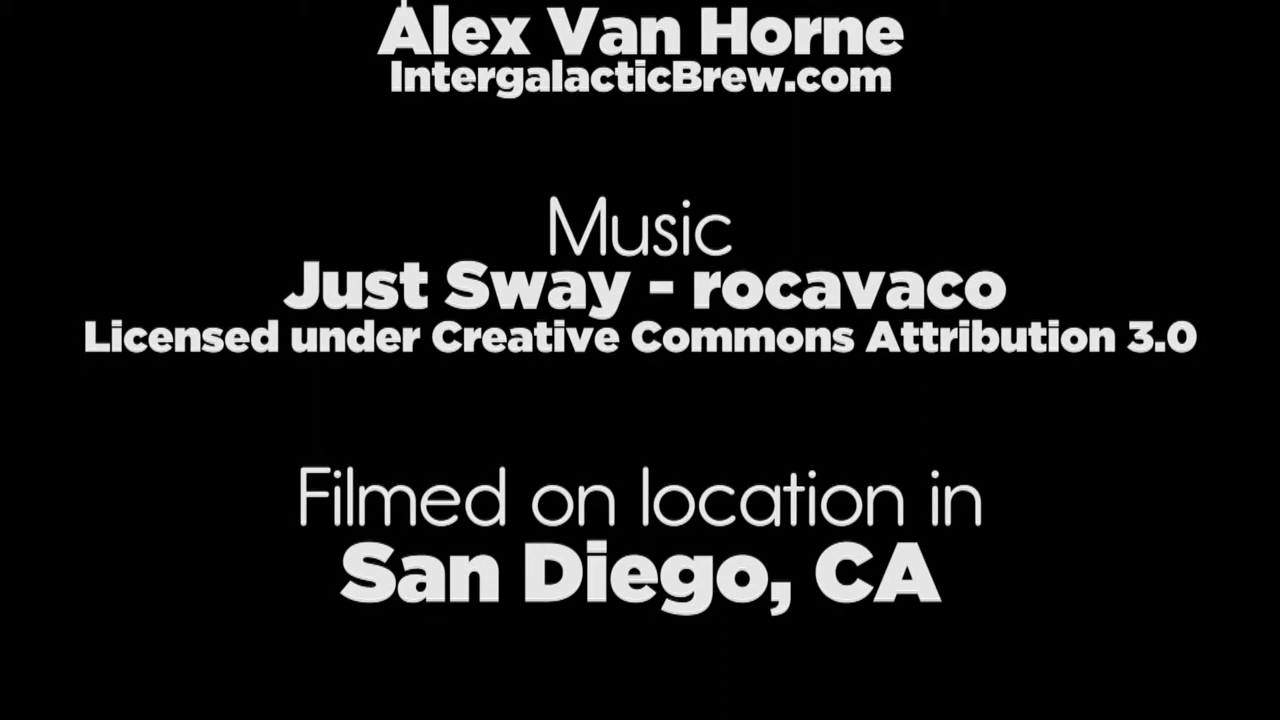 Alex Van Horne
IntergalacticBrew.com
Music
Just Sway - rocavaco
Licensed under Creative Commons Attribution 3.0
Filmed on location in
San Diego, CA